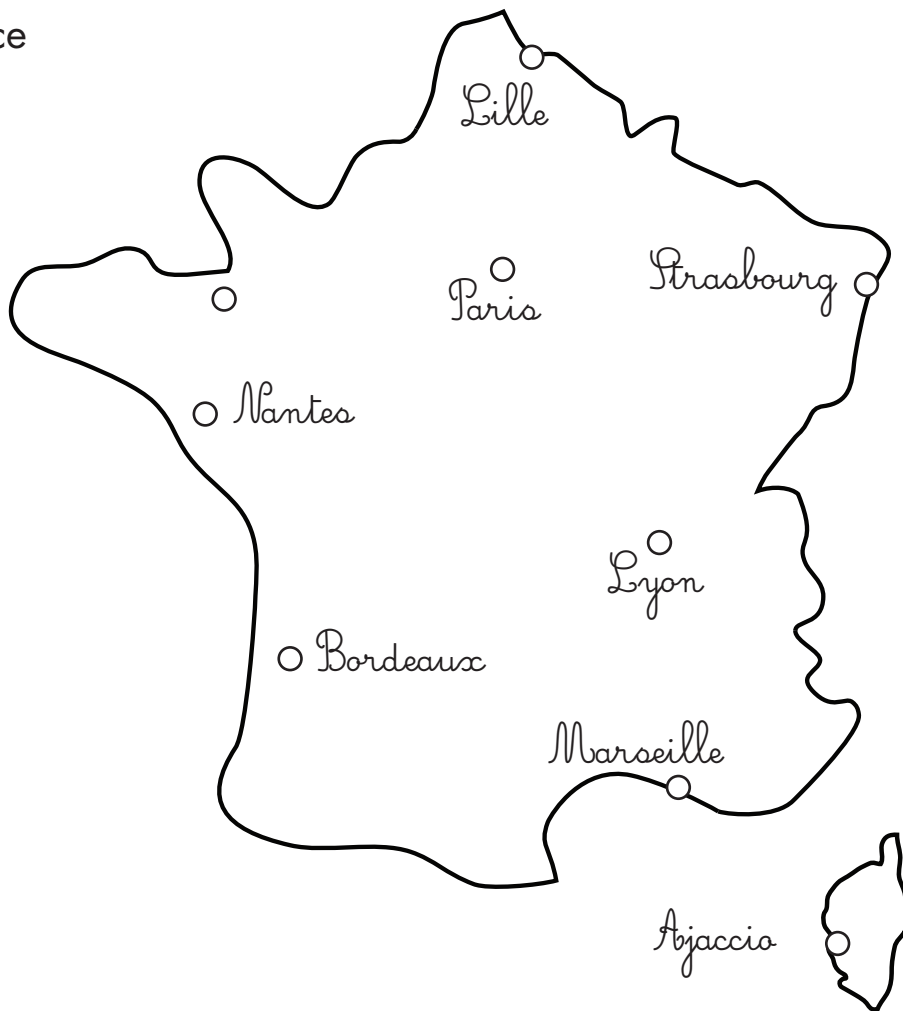 ce
Lille
Paris
Strasbourg
Nantes
Lyon
Bordeaux
Marseille
Ajaccio